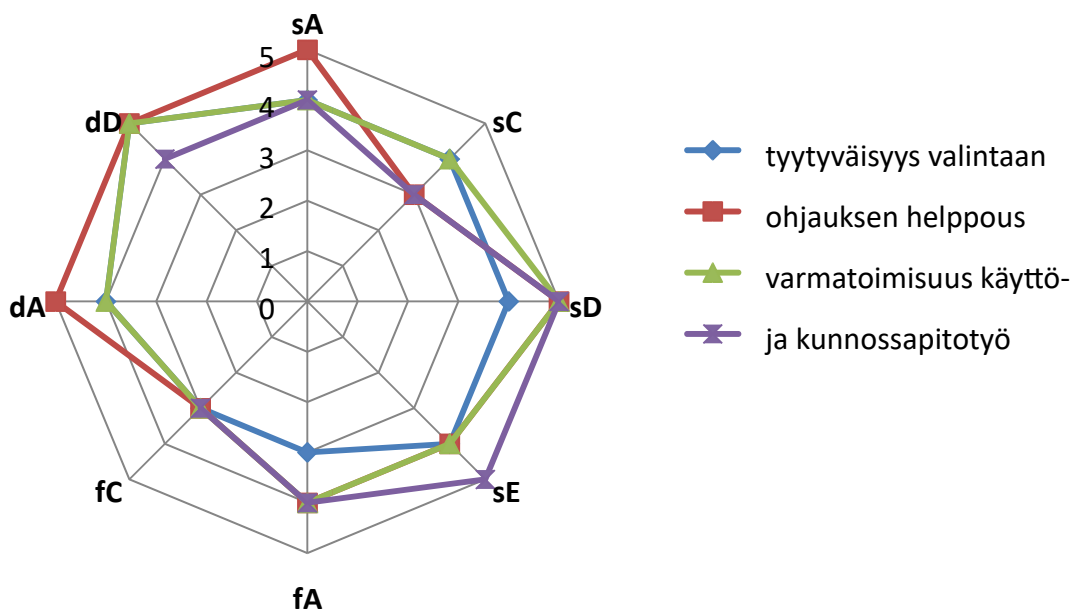 sA
5
4
3
2
1
0
sC
sD
sE
fA
fC
dA
dD
tyytyväisyys valintaan
ohjauksen helppous
varmatoimisuus käyttö-
ja kunnossapitotyö